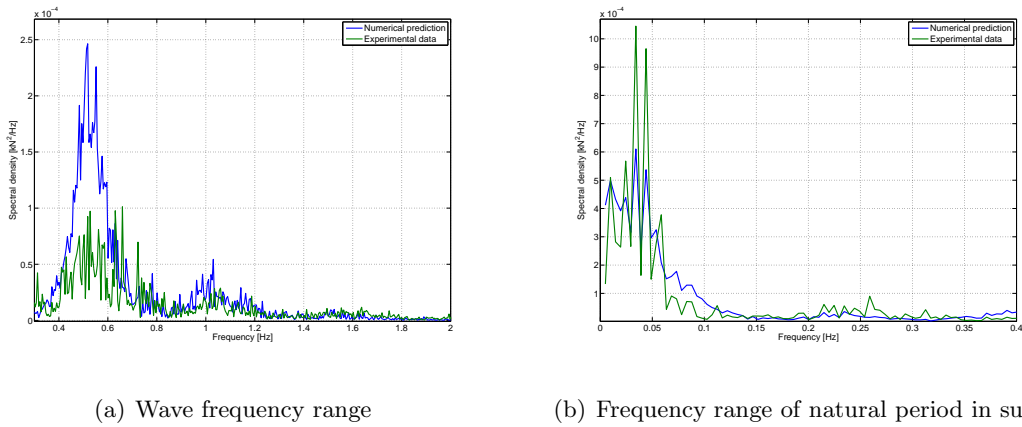 x 10⁻⁴
Numerical prediction
Experimental data
2.5
2
1.5
1
0.5
0
Spectral density [kN²/Hz]
0.4 0.6 0.8 1 1.2 1.4 1.6 1.8 2
Frequency [Hz]
(a) Wave frequency range
x 10⁻⁴
Numerical prediction
Experimental data
10
9
8
7
6
5
4
3
2
1
0
Spectral density [kN²/Hz]
0 0.05 0.1 0.15 0.2 0.25 0.3 0.35 0.4
Frequency [Hz]
(b) Frequency range of natural period in su